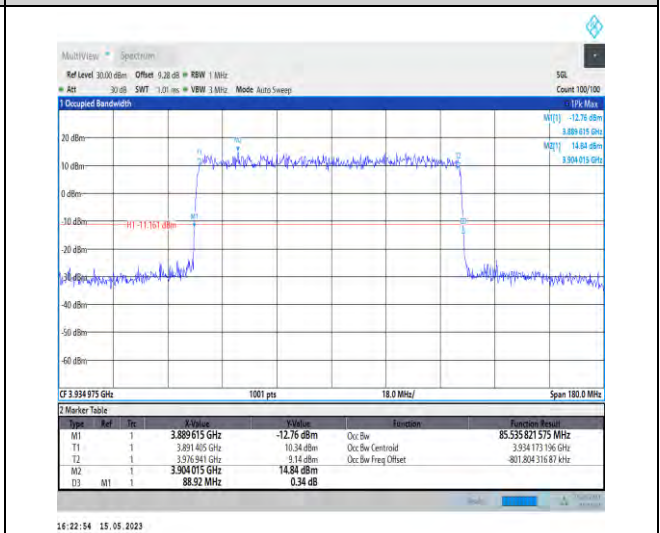 MultiView Spectrum
Ref Level 30.00 dBm Offset 9.28 dB RBW 1 MHz SGL
Att 30 dB SWT 1.01 ms VBW 3 MHz Mode Auto Sweep Count 100/100
1 Occupied Bandwidth 1Pk Max
M1[1] -12.76 dBm
3.889 615 GHz
20 dBm
M2[1] 14.84 dBm
3.904 015 GHz
M2
10 dBm
0 dBm
M1
-10 dBm
H1 -11.161 dBm
-20 dBm
-30 dBm
-40 dBm
-50 dBm
-60 dBm
CF 3.934 975 GHz 1001 pts 18.0 MHz/ Span 180.0 MHz
2 Marker Table
Type Ref Trc X-Value Y-Value Function Function Result
M1 1 3.889 615 GHz -12.76 dBm Occ Bw 85.535 821 575 MHz
T1 1 3.891 405 GHz 10.34 dBm Occ Bw Centroid 3.934 173 196 GHz
T2 1 3.976 941 GHz 9.14 dBm Occ Bw Freq Offset -801.804 316 87 kHz
M2 1 3.904 015 GHz 14.84 dBm
D3 M1 1 88.92 MHz 0.34 dB
16:22:54 15.05.2023